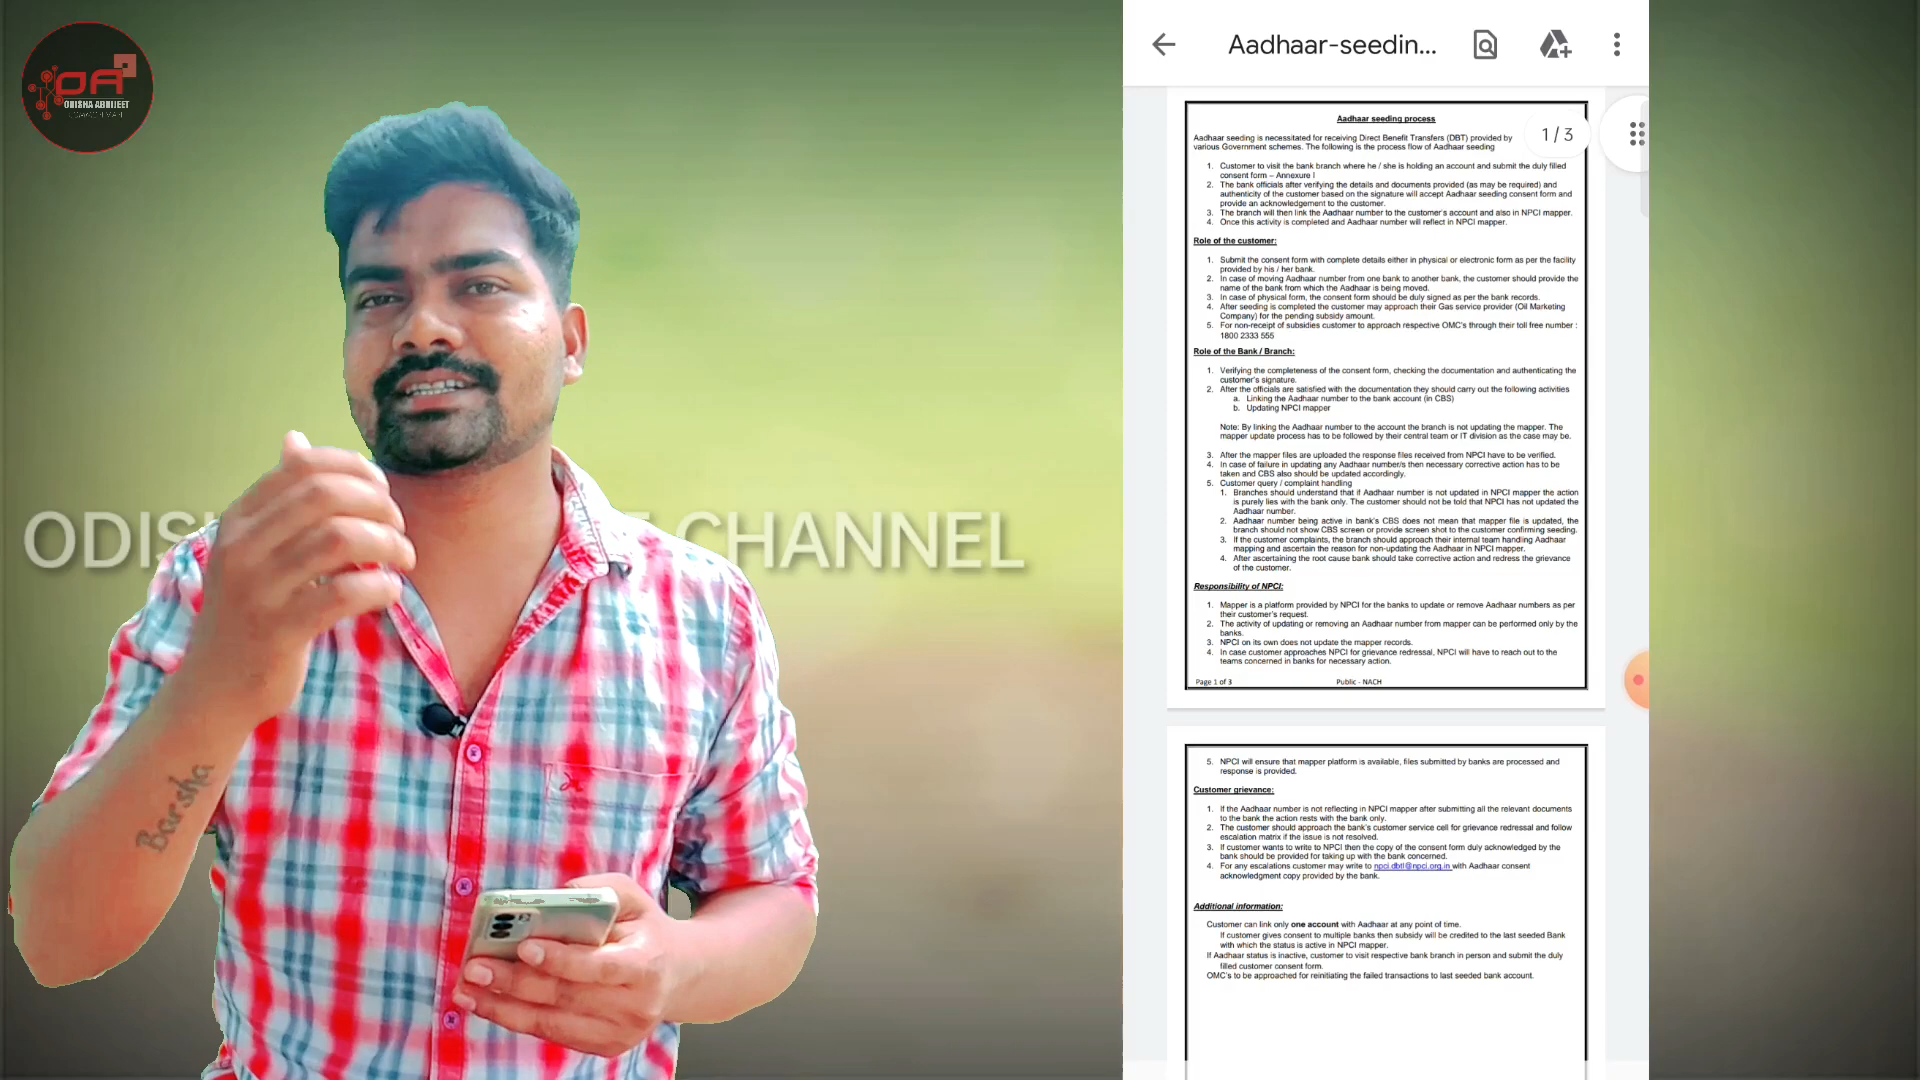 ODISHA ABHIJEET
Barsha
CHANNEL
Aadhaar-seedin...
1/3
Aadhaar seeding process
Aadhaar seeding is necessitated for receiving Direct Benefit Transfers (DBT) provided by
various Government schemes. The following is the process flow of Aadhaar seeding
1. Customer to visit the bank branch where he / she is holding an account and submit the duly filled
consent form – Annexure I
2. The bank officials after verifying the details and documents provided (as may be required) and
authenticity of the customer based on the signature will accept Aadhaar seeding consent form and
provide an acknowledgement to the customer.
3. The branch will then link the Aadhaar number to the customer's account and also in NPCI mapper.
4. Once this activity is completed and Aadhaar number will reflect in NPCI mapper.
Role of the customer:
1. Submit the consent form with complete details either in physical or electronic form as per the facility
provided by his / her bank.
2. In case of moving Aadhaar number from one bank to another bank, the customer should provide the
name of the bank from which the Aadhaar is being moved.
3. In case of physical form, the consent form should be duly signed as per the bank records.
4. After seeding is completed the customer may approach their Gas service provider (Oil Marketing
Company) for the pending subsidy amount.
5. For non-receipt of subsidies customer to approach respective OMC's through their toll free number :
1800 2333 555
Role of the Bank / Branch:
1. Verifying the completeness of the consent form, checking the documentation and authenticating the
customer's signature.
2. After the officials are satisfied with the documentation they should carry out the following activities
a. Linking the Aadhaar number to the bank account (in CBS)
b. Updating NPCI mapper
Note: By linking the Aadhaar number to the account the branch is not updating the mapper. The
mapper update process has to be followed by their central team or IT division as the case may be.
3. After the mapper files are uploaded the response files received from NPCI have to be verified.
4. In case of failure in updating any Aadhaar number/s then necessary corrective action has to be
taken and CBS also should be updated accordingly.
5. Customer query / complaint handling
1. Branches should understand that if Aadhaar number is not updated in NPCI mapper the action
is purely lies with the bank only. The customer should not be told that NPCI has not updated the
Aadhaar number.
2. Aadhaar number being active in bank's CBS does not mean that mapper file is updated, the
branch should not show CBS screen or provide screen shot to the customer confirming seeding.
3. If the customer complaints, the branch should approach their internal team handling Aadhaar
mapping and ascertain the reason for non-updating the Aadhaar in NPCI mapper.
4. After ascertaining the root cause bank should take corrective action and redress the grievance
of the customer.
Responsibility of NPCI:
1. Mapper is a platform provided by NPCI for the banks to update or remove Aadhaar numbers as per
their customer's request.
2. The activity of updating or removing an Aadhaar number from mapper can be performed only by the
banks.
3. NPCI on its own does not update the mapper records.
4. In case customer approaches NPCI for grievance redressal, NPCI will have to reach out to the
teams concerned in banks for necessary action.
Page 1 of 3 Public - NACH
5. NPCI will ensure that mapper platform is available, files submitted by banks are processed and
response is provided.
Customer grievance:
1. If the Aadhaar number is not reflecting in NPCI mapper after submitting all the relevant documents
to the bank the action rests with the bank only.
2. The customer should approach the bank's customer service cell for grievance redressal and follow
escalation matrix if the issue is not resolved.
3. If customer wants to write to NPCI then the copy of the consent form duly acknowledged by the
bank should be provided for taking up with the bank concerned.
4. For any escalations customer may write to npci.dbtl@npci.org.in with Aadhaar consent
acknowledgment copy provided by the bank.
Additional information:
Customer can link only one account with Aadhaar at any point of time.
If customer gives consent to multiple banks then subsidy will be credited to the last seeded Bank
with which the status is active in NPCI mapper.
If Aadhaar status is inactive, customer to visit respective bank branch in person and submit the duly
filled customer consent form.
OMC's to be approached for reinitiating the failed transactions to last seeded bank account.